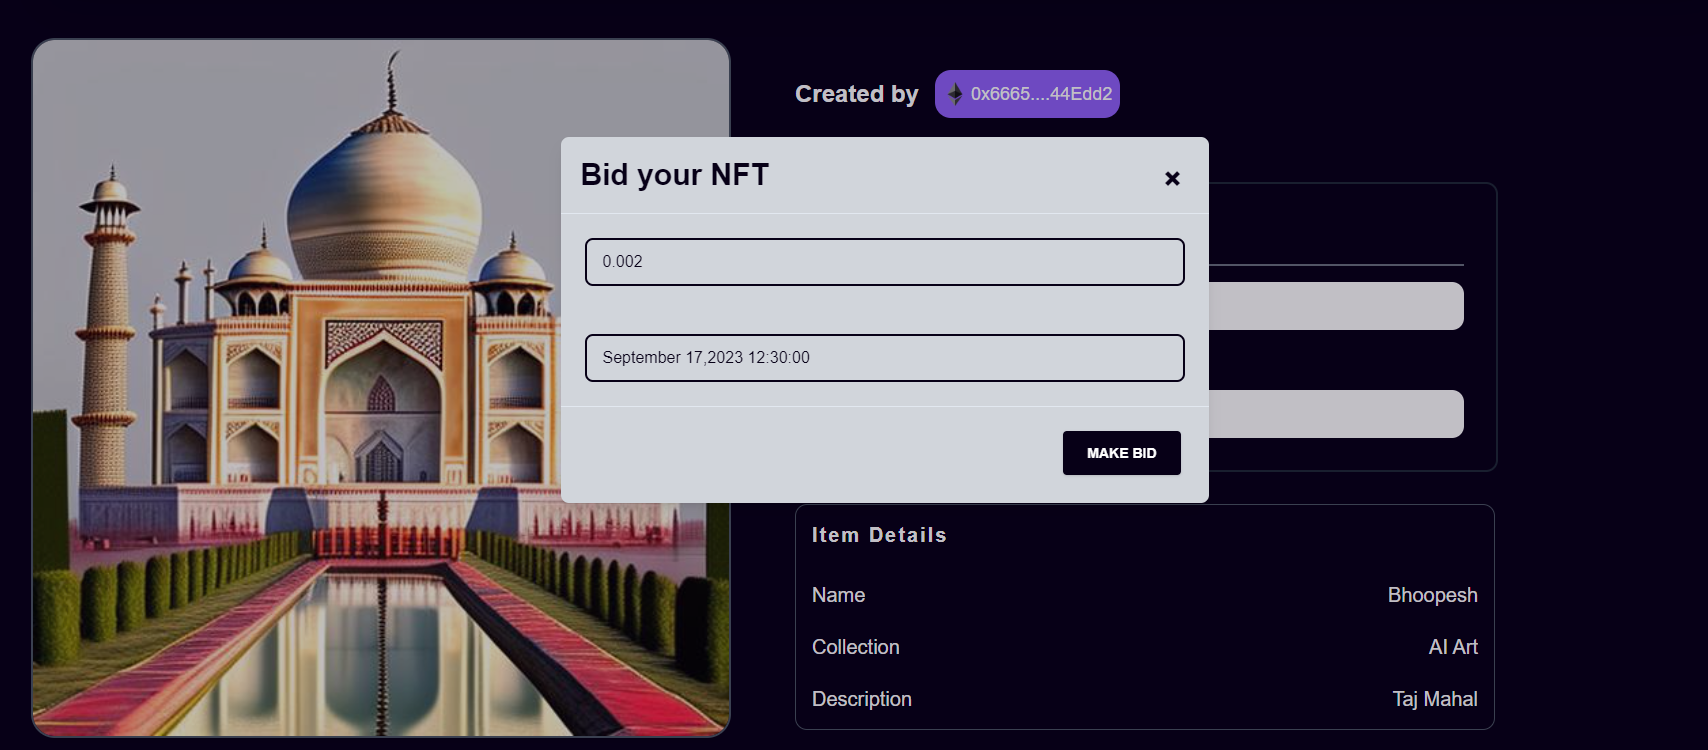 Created by 0x6665....44Edd2
Bid your NFT
0.002
September 17,2023 12:30:00
MAKE BID
Item Details
Name Bhoopesh
Collection AI Art
Description Taj Mahal